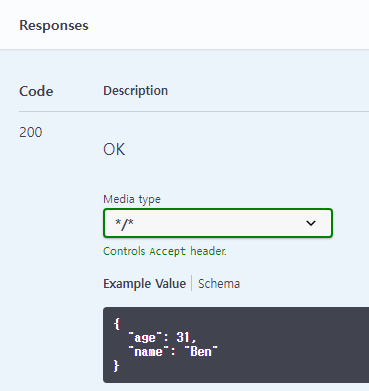 Responses
Code Description
200
OK
Media type
*/*
Controls Accept header.
Example Value Schema
{
"age": 31,
"name": "Ben"
}